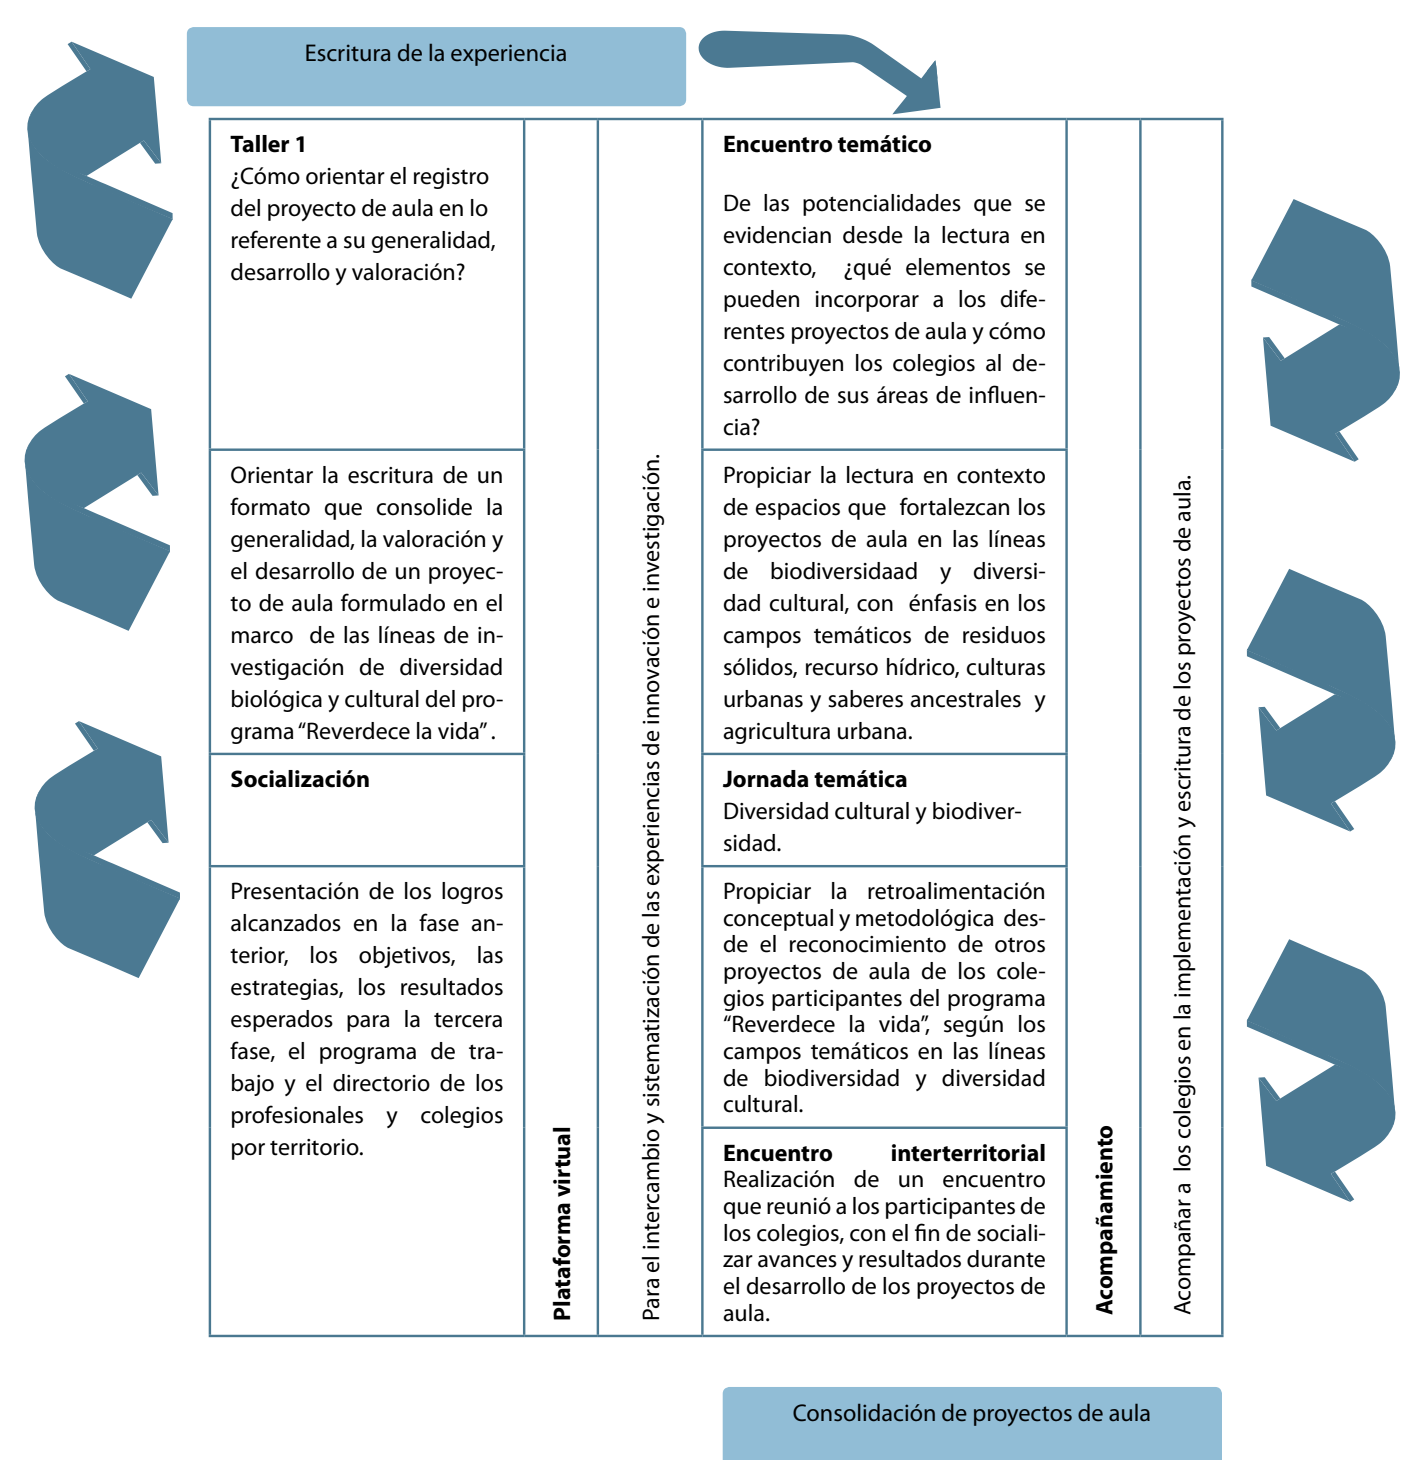 Escritura de la experiencia
Taller 1
¿Cómo orientar el registro
del proyecto de aula en lo
referente a su generalidad,
desarrollo y valoración?
Orientar la escritura de un
formato que consolide la
generalidad, la valoración y
el desarrollo de un proyec-
to de aula formulado en el
marco de las líneas de in-
vestigación de diversidad
biológica y cultural del pro-
grama “Reverdece la vida” .
Socialización
Presentación de los logros
alcanzados en la fase an-
terior, los objetivos, las
estrategias, los resultados
esperados para la tercera
fase, el programa de tra-
bajo y el directorio de los
profesionales y colegios
por territorio.
Plataforma virtual
Para el intercambio y sistematización de las experiencias de innovación e investigación.
Encuentro temático
De las potencialidades que se
evidencian desde la lectura en
contexto, ¿qué elementos se
pueden incorporar a los dife-
rentes proyectos de aula y cómo
contribuyen los colegios al de-
sarrollo de sus áreas de influen-
cia?
Propiciar la lectura en contexto
de espacios que fortalezcan los
proyectos de aula en las líneas
de biodiversidaad y diversi-
dad cultural, con énfasis en los
campos temáticos de residuos
sólidos, recurso hídrico, culturas
urbanas y saberes ancestrales y
agricultura urbana.
Jornada temática
Diversidad cultural y biodiver-
sidad.
Propiciar la retroalimentación
conceptual y metodológica des-
de el reconocimiento de otros
proyectos de aula de los cole-
gios participantes del programa
“Reverdece la vida”, según los
campos temáticos en las líneas
de biodiversidad y diversidad
cultural.
Encuentro interterritorial
Realización de un encuentro
que reunió a los participantes de
los colegios, con el fin de sociali-
zar avances y resultados durante
el desarrollo de los proyectos de
aula.
Acompañamiento
Acompañar a los colegios en la implementación y escritura de los proyectos de aula.
Consolidación de proyectos de aula